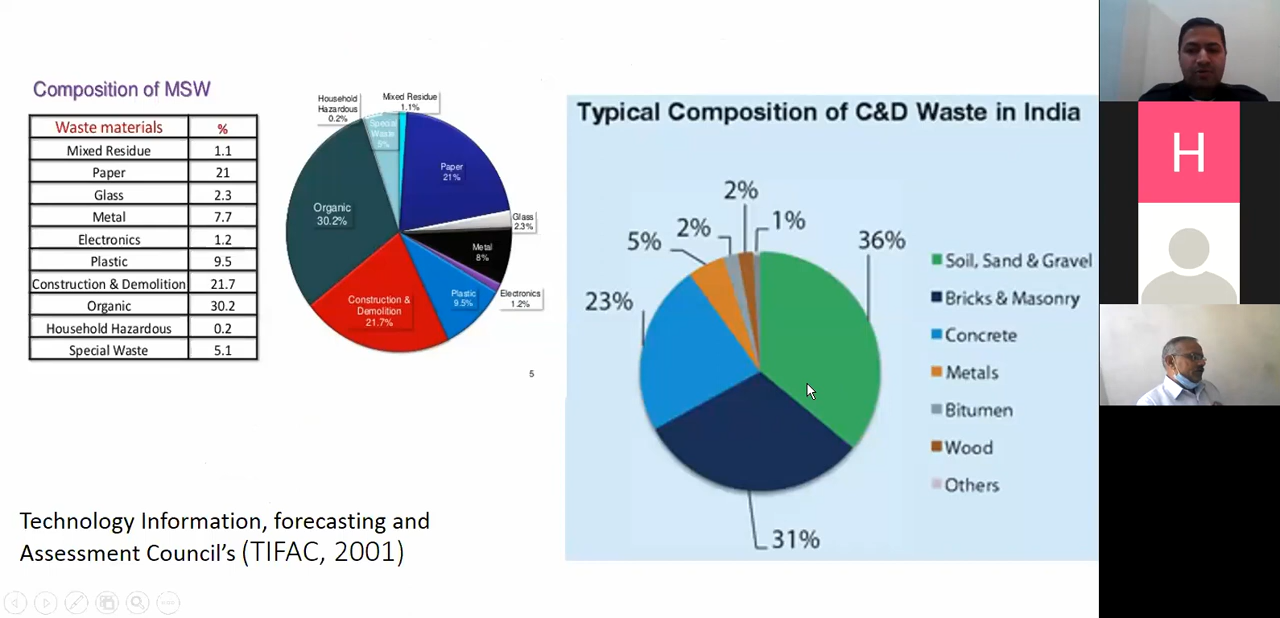 Composition of MSW
Waste materials %
Mixed Residue 1.1
Paper 21
Glass 2.3
Metal 7.7
Electronics 1.2
Plastic 9.5
Construction & Demolition 21.7
Organic 30.2
Household Hazardous 0.2
Special Waste 5.1
Household
Hazardous
0.2%
Mixed Residue
1.1%
Special
Waste
5%
Paper
21%
Glass
2.3%
Metal
8%
Electronics
1.2%
Plastic
9.5%
Construction &
Demolition
21.7%
Organic
30.2%
5
Typical Composition of C&D Waste in India
2%
1%
2%
5%
36%
23%
31%
Soil, Sand & Gravel
Bricks & Masonry
Concrete
Metals
Bitumen
Wood
Others
Technology Information, forecasting and
Assessment Council's (TIFAC, 2001)
H